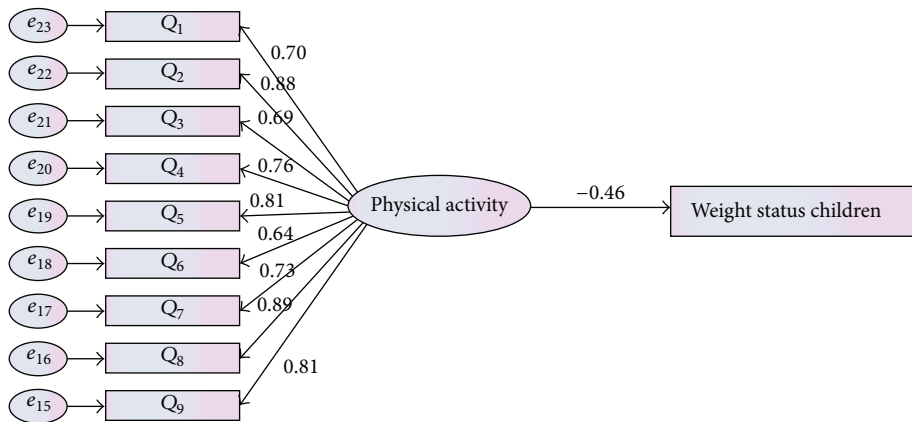 e23 Q1
0.70
e22 Q2
0.88
e21 Q3
0.69
e20 Q4
0.76
e19 Q5
0.81
Physical activity
−0.46
Weight status children
e18 Q6
0.64
e17 Q7
0.73
e16 Q8
0.89
e15 Q9
0.81